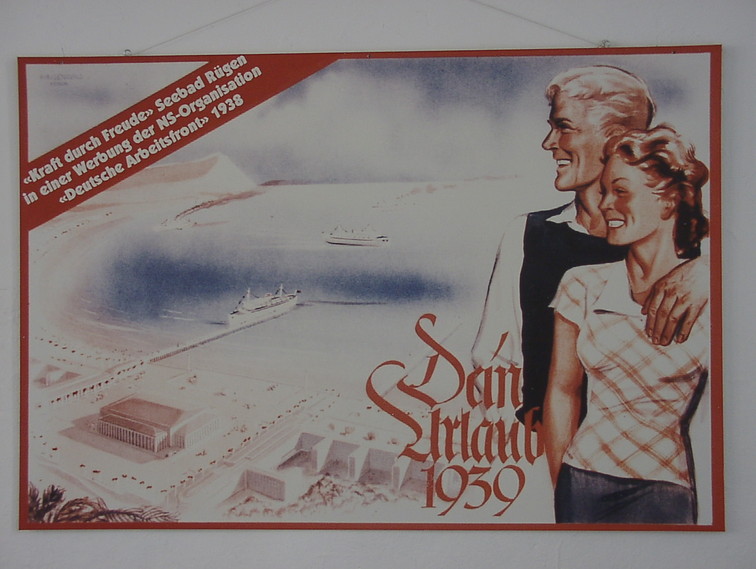 «Kraft durch Freude» Seebad Rügen
in einer Werbung der NS-Organisation
«Deutsche Arbeitsfront» 1938
Dein
Urlaub
1939